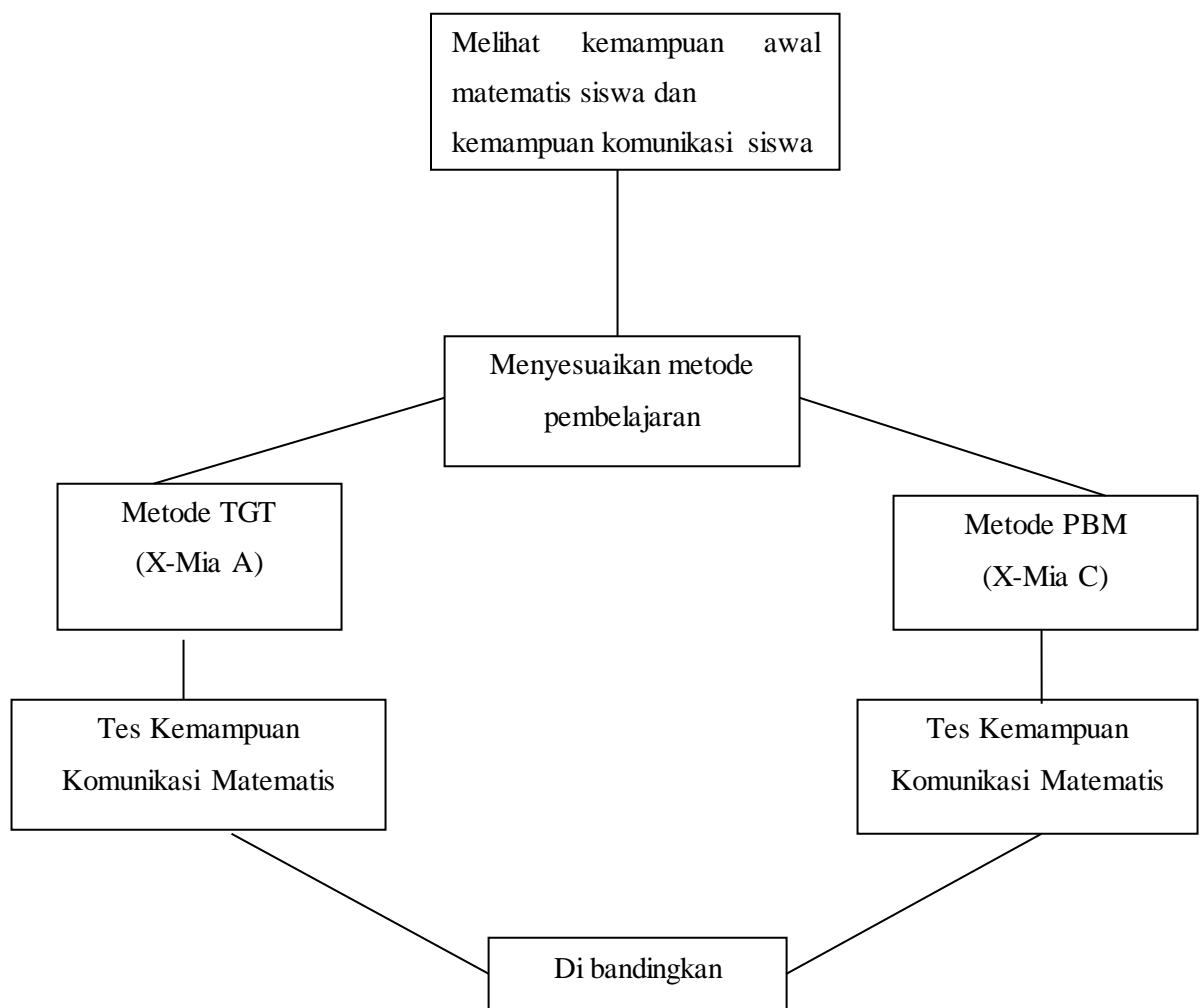 Melihat kemampuan awal
matematis siswa dan
kemampuan komunikasi siswa
Menyesuaikan metode
pembelajaran
Metode TGT
(X-Mia A)
Metode PBM
(X-Mia C)
Tes Kemampuan
Komunikasi Matematis
Tes Kemampuan
Komunikasi Matematis
Di bandingkan